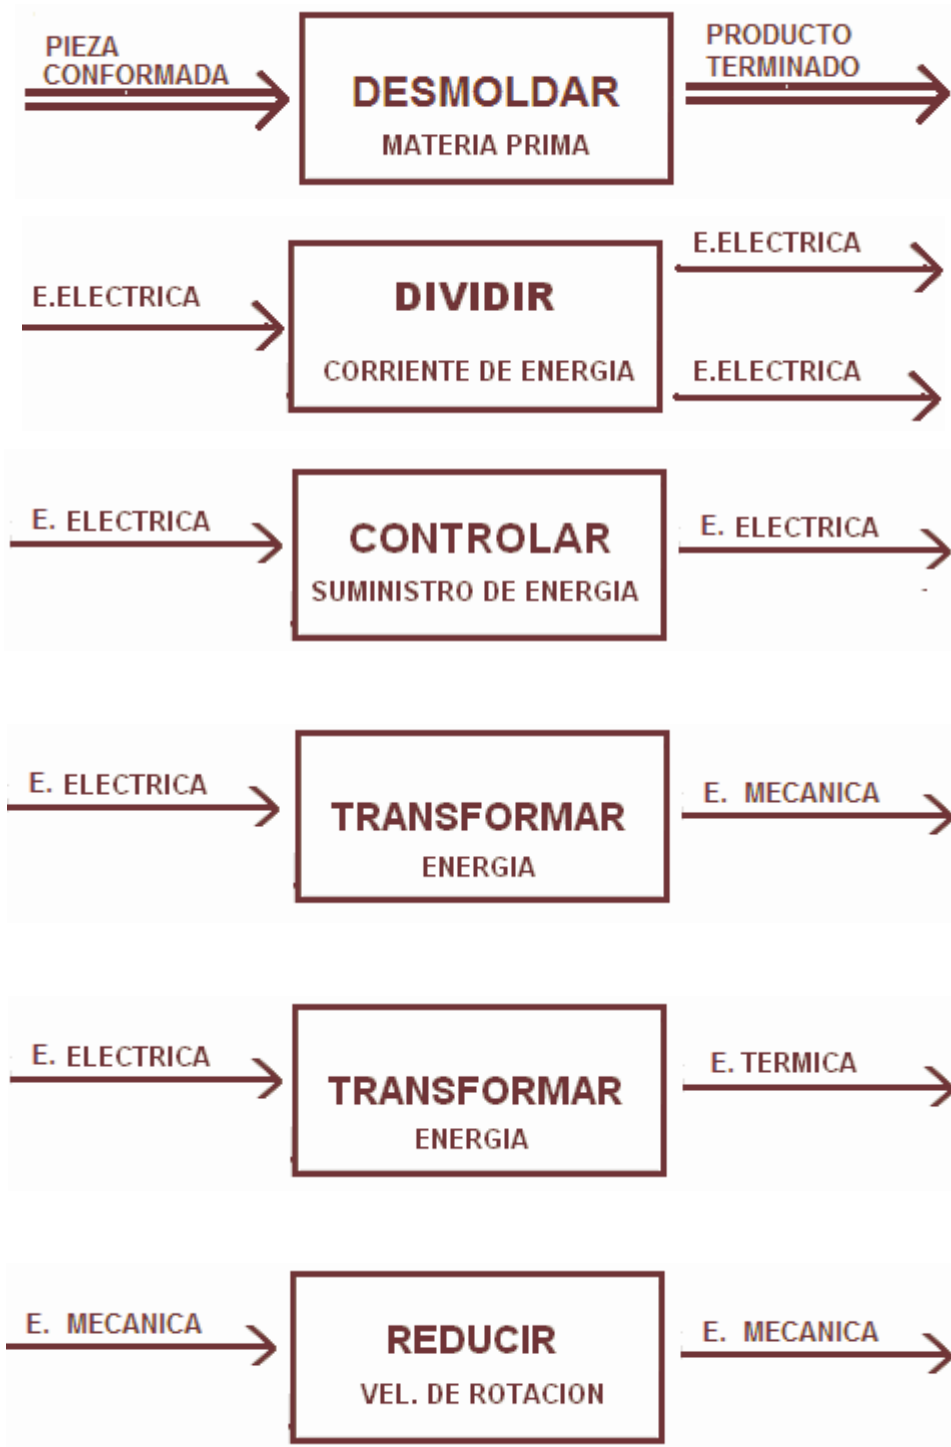 PIEZA
CONFORMADA
DESMOLDAR
MATERIA PRIMA
PRODUCTO
TERMINADO
E.ELECTRICA
DIVIDIR
CORRIENTE DE ENERGIA
E.ELECTRICA
E.ELECTRICA
E. ELECTRICA
CONTROLAR
SUMINISTRO DE ENERGIA
E. ELECTRICA
E. ELECTRICA
TRANSFORMAR
ENERGIA
E. MECANICA
E. ELECTRICA
TRANSFORMAR
ENERGIA
E. TERMICA
E. MECANICA
REDUCIR
VEL. DE ROTACION
E. MECANICA